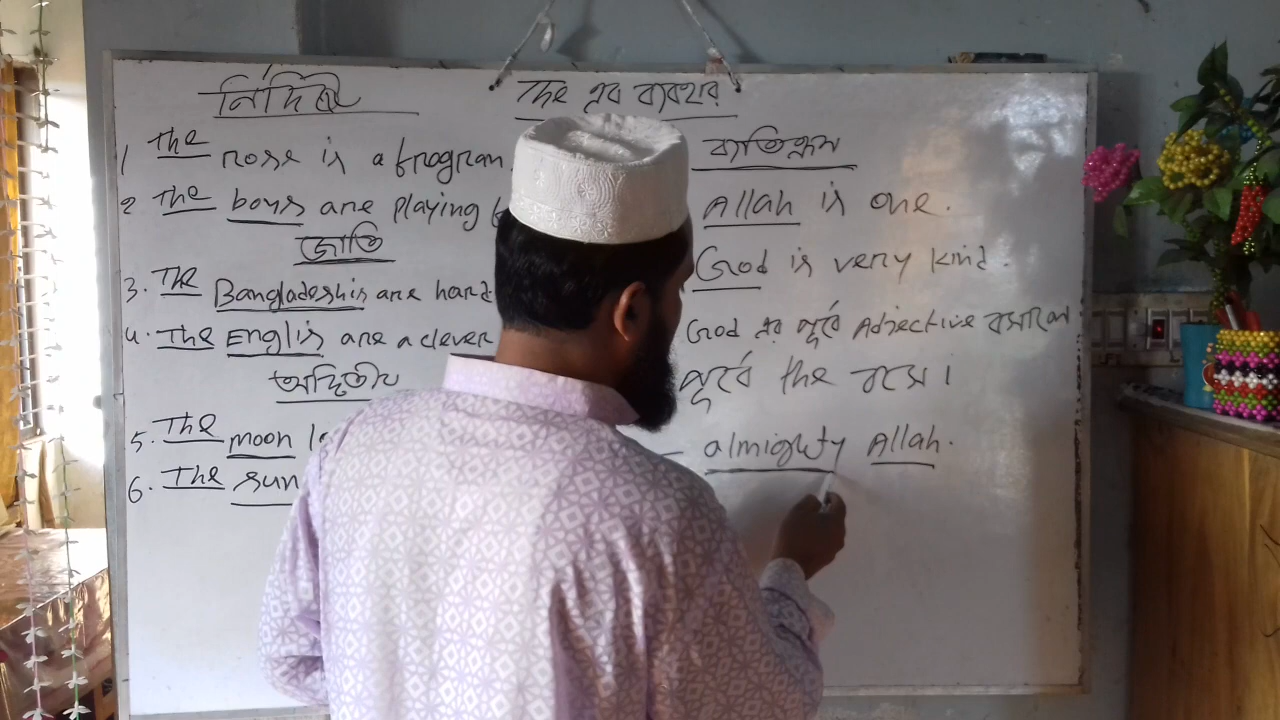 The এর ব্যবহার
নির্দিষ্ট
1 The rose is a frogram
2 The boys are playing
জাতি
3. The Bangladeshis are hard
4. The Englis are a clever
অদ্বিতীয়
5. The moon
6. The sun
ব্যতিক্রম
Allah is one.
God is very kind.
God এর পূর্বে Adjective বসালে
পূর্বে the বসে।
almighty Allah.